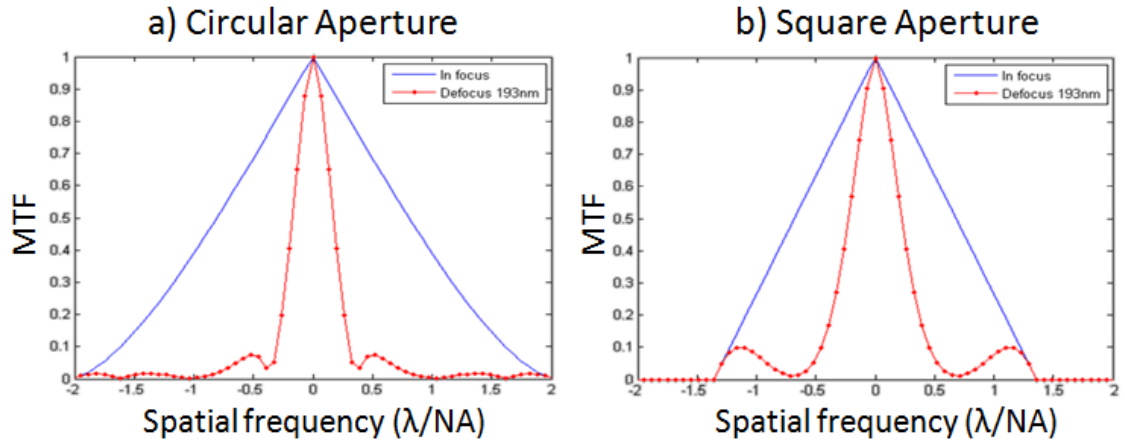 a) Circular Aperture
1
0.9
0.8
0.7
0.6
0.5
0.4
0.3
0.2
0.1
0
MTF
In focus
Defocus 193nm
-2 -1.5 -1 -0.5 0 0.5 1 1.5 2
Spatial frequency (λ/NA)
b) Square Aperture
1
0.9
0.8
0.7
0.6
0.5
0.4
0.3
0.2
0.1
0
MTF
In focus
Defocus 193nm
-2 -1.5 -1 -0.5 0 0.5 1 1.5 2
Spatial frequency (λ/NA)